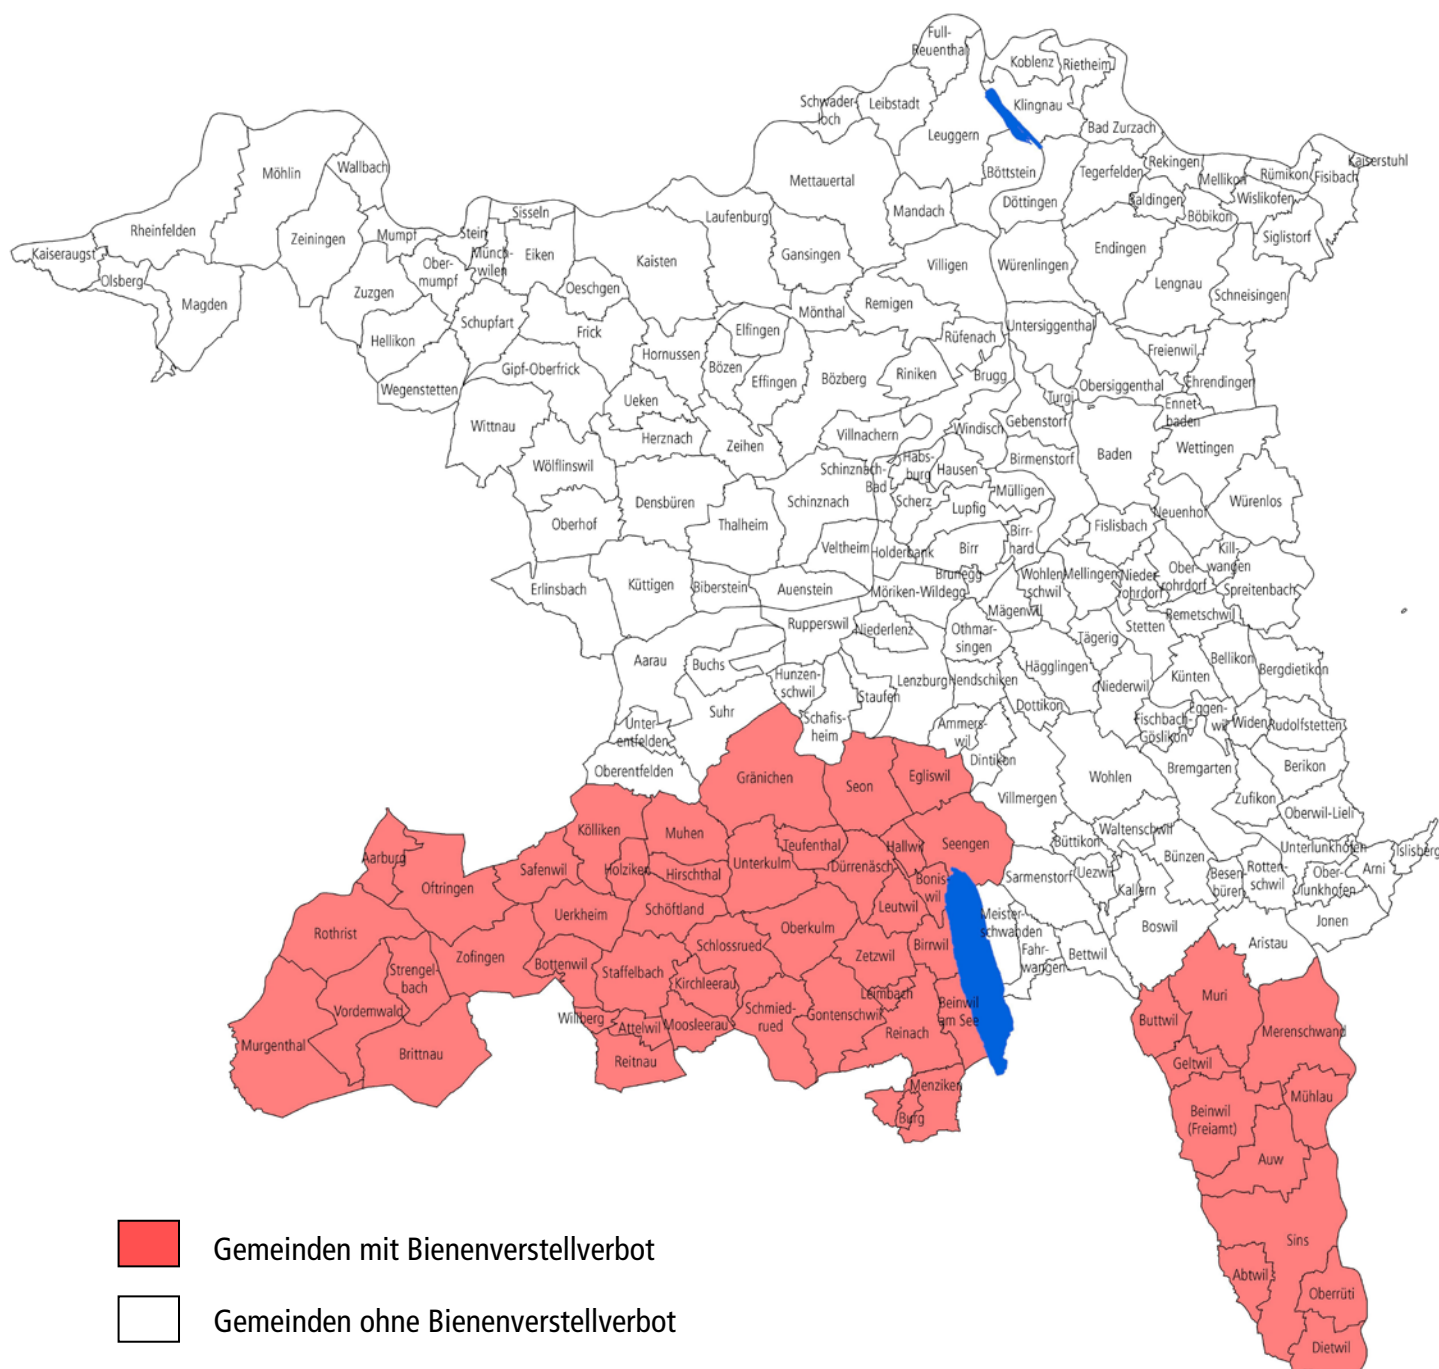 Full-
Reuenthal
Koblenz
Rietheim
Schwader-
loch
Leibstadt
Klingnau
Leuggern
Bad Zurzach
Kaiserstuhl
Wallbach
Möhlin
Mettauertal
Böttstein
Tegerfelden
Rekingen
Mellikon
Rümikon
Fisibach
Baldingen
Wislikofen
Böbikon
Mandach
Döttingen
Laufenburg
Sisseln
Rheinfelden
Zeiningen
Mumpf
Stein
Siglistorf
Kaiseraugst
Olsberg
Magden
Ober-
mumpf
Münch-
wilen
Eiken
Kaisten
Gansingen
Villigen
Würenlingen
Endingen
Lengnau
Schneisingen
Zuzgen
Oeschgen
Mönthal
Remigen
Schupfart
Frick
Elfingen
Rüfenach
Untersiggenthal
Hellikon
Hornussen
Freienwil
Gipf-Oberfrick
Bözen
Effingen
Bözberg
Riniken
Brugg
Obersiggenthal
Ehrendingen
Wegenstetten
Ueken
Turgi
Ennet-
baden
Wittnau
Herznach
Zeihen
Villnachern
Windisch
Gebenstorf
Baden
Wettingen
Wölflinswil
Schinznach-
Bad
Habs-
burg
Hausen
Birmenstorf
Densbüren
Schinznach
Scherz
Lupfig
Mülligen
Würenlos
Oberhof
Thalheim
Neuenhof
Fislisbach
Veltheim
Holderbank
Birr
Birr-
hard
Kill-
wangen
Erlinsbach
Küttigen
Biberstein
Auenstein
Möriken-Wildegg
Brunegg
Wohlen
schwil
Mellingen
Nieder-
rohrdorf
Ober-
rohrdorf
Spreitenbach
Mägenwil
Remetschwil
Rupperswil
Niederlenz
Othmar-
singen
Tägerig
Stetten
Aarau
Buchs
Hägglingen
Bellikon
Bergdietikon
Hunzen-
schwil
Lenzburg
Hendschiken
Künten
Staufen
Niederwil
Suhr
Schafis-
heim
Dottikon
Eggen-
wil
Unter-
entfelden
Ammers-
wil
Fischbach-
Göslikon
Widen
Rudolfstetten
Oberentfelden
Gränichen
Seon
Egliswil
Dintikon
Wohlen
Bremgarten
Berikon
Villmergen
Zufikon
Oberwil-Lieli
Kölliken
Muhen
Teufenthal
Hallwil
Seengen
Büttikon
Waltenschwil
Unterlunkhofen
Islisberg
Aarburg
Oftringen
Safenwil
Holziken
Hirschthal
Unterkulm
Dürrenäsch
Bonis-
wil
Sarmenstorf
Uezwil
Kallern
Bünzen
Besen-
büren
Rotten-
schwil
Ober-
lunkhofen
Arni
Uerkheim
Schöftland
Leutwil
Meister-
schwanden
Boswil
Jonen
Rothrist
Oberkulm
Aristau
Zofingen
Schlossrued
Zetzwil
Birrwil
Fahr-
wangen
Bettwil
Strengel-
bach
Bottenwil
Staffelbach
Kirchleerau
Leimbach
Beinwil
am See
Muri
Vordemwald
Wiliberg
Attelwil
Moosleerau
Schmied-
rued
Gontenschwil
Reinach
Buttwil
Merenschwand
Murgenthal
Brittnau
Reitnau
Geltwil
Menziken
Burg
Mühlau
Beinwil
(Freiamt)
Auw
Sins
Abtwil
Oberrüti
Dietwil
Gemeinden mit Bienenverstellverbot
Gemeinden ohne Bienenverstellverbot